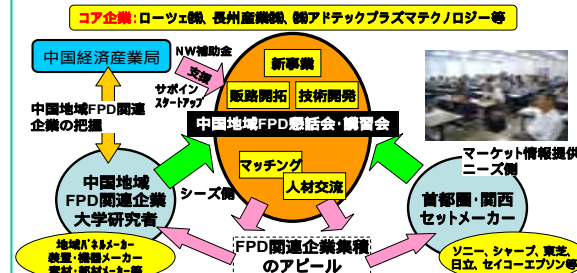 コア企業：ローツェ㈱、長州産業㈱、㈱アドテックプラズマテクノロジー等
中国経済産業局
NW補助金
支援
サポイン
スタートアップ
新事業
販路開拓
技術開発
中国地域FPD関連
企業の把握
中国地域FPD懇話会・講習会
マッチング
人材交流
シーズ側
マーケット情報提供
ニーズ側
中国地域
FPD関連企業
大学研究者
首都圏・関西
セットメーカー
地域パネルメーカー
装置・機器メーカー
素材・部材メーカー等
FPD関連企業集積
のアピール
ソニー、シャープ、東芝、
日立、セイコーエプソン等